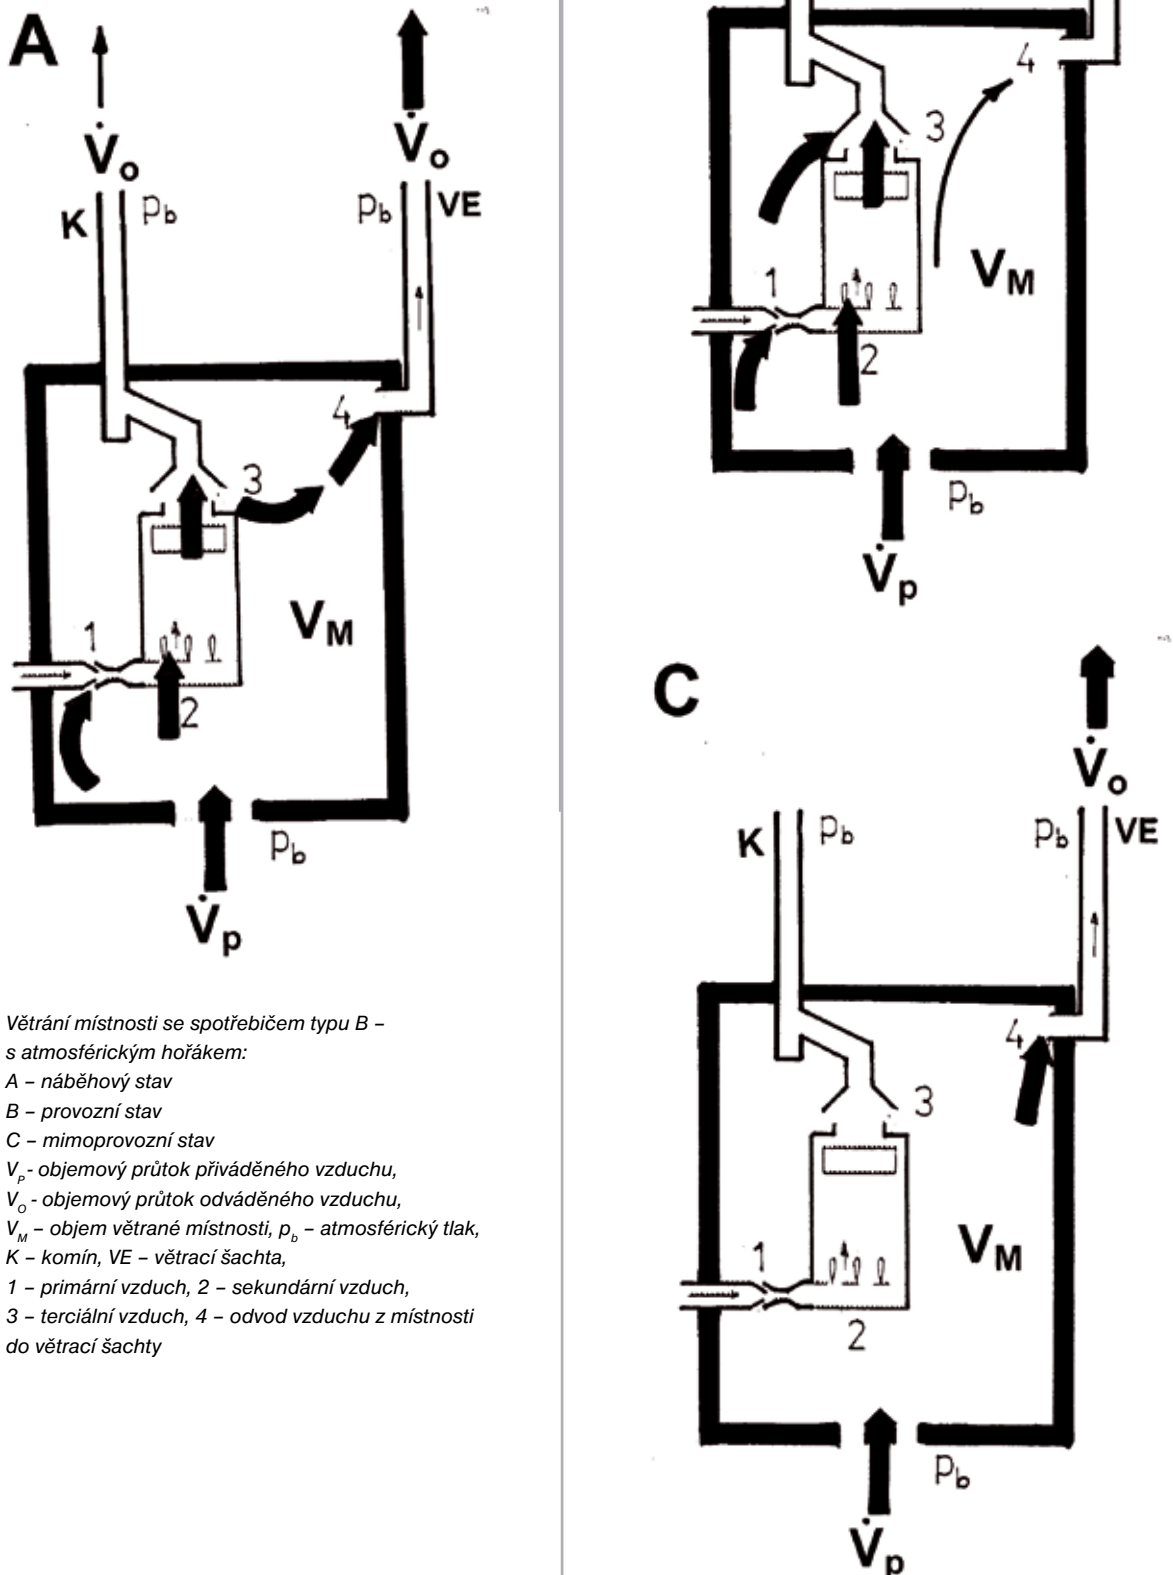 A
V̇o
V̇o
K
pb
pb
VE
4
3
VM
1
2
pb
V̇p
Větrání místnosti se spotřebičem typu B –
s atmosférickým hořákem:
A – náběhový stav
B – provozní stav
C – mimoprovozní stav
VP- objemový průtok přiváděného vzduchu,
VO - objemový průtok odváděného vzduchu,
VM – objem větrané místnosti, pb – atmosférický tlak,
K – komín, VE – větrací šachta,
1 – primární vzduch, 2 – sekundární vzduch,
3 – terciální vzduch, 4 – odvod vzduchu z místnosti
do větrací šachty
4
3
VM
1
2
pb
V̇p
C
V̇o
K
pb
pb
VE
4
3
VM
1
2
pb
V̇p